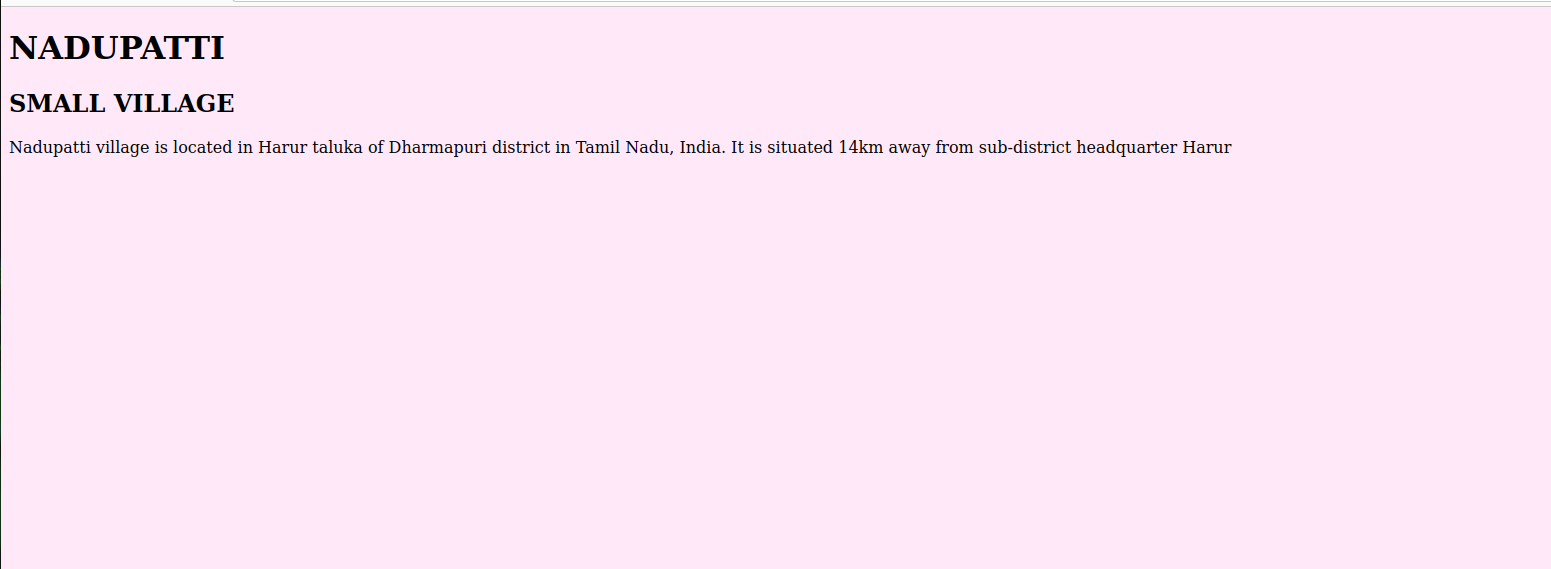 NADUPATTI
SMALL VILLAGE
Nadupatti village is located in Harur taluka of Dharmapuri district in Tamil Nadu, India. It is situated 14km away from sub-district headquarter Harur